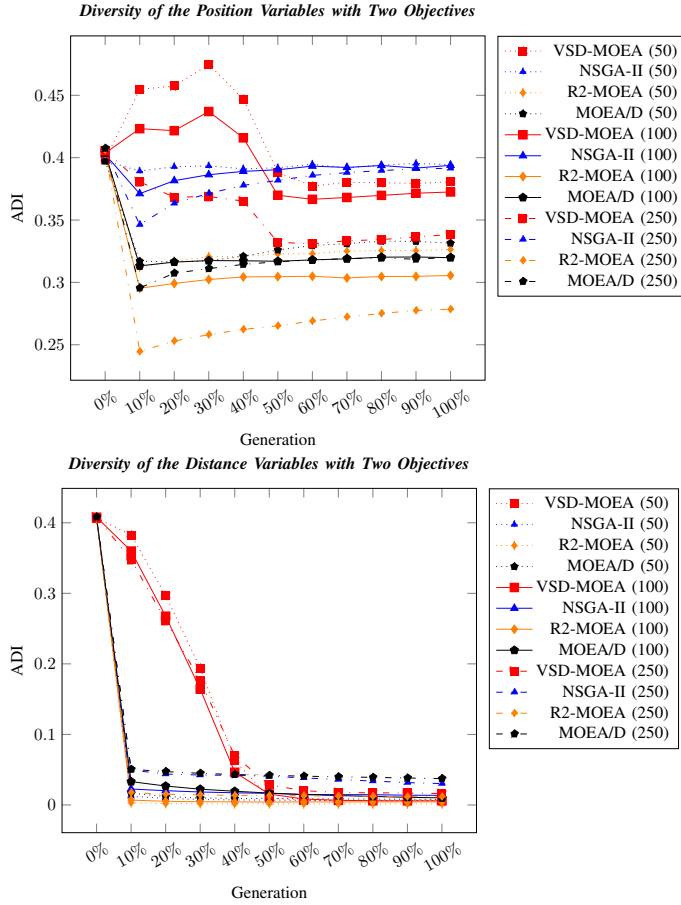 Diversity of the Position Variables with Two Objectives
0.45
0.4
0.35
0.3
0.25
ADI
0% 10% 20% 30% 40% 50% 60% 70% 80% 90% 100%
Generation
VSD-MOEA (50)
NSGA-II (50)
R2-MOEA (50)
MOEA/D (50)
VSD-MOEA (100)
NSGA-II (100)
R2-MOEA (100)
MOEA/D (100)
VSD-MOEA (250)
NSGA-II (250)
R2-MOEA (250)
MOEA/D (250)
Diversity of the Distance Variables with Two Objectives
0.4
0.3
0.2
0.1
0
ADI
0% 10% 20% 30% 40% 50% 60% 70% 80% 90% 100%
Generation
VSD-MOEA (50)
NSGA-II (50)
R2-MOEA (50)
MOEA/D (50)
VSD-MOEA (100)
NSGA-II (100)
R2-MOEA (100)
MOEA/D (100)
VSD-MOEA (250)
NSGA-II (250)
R2-MOEA (250)
MOEA/D (250)